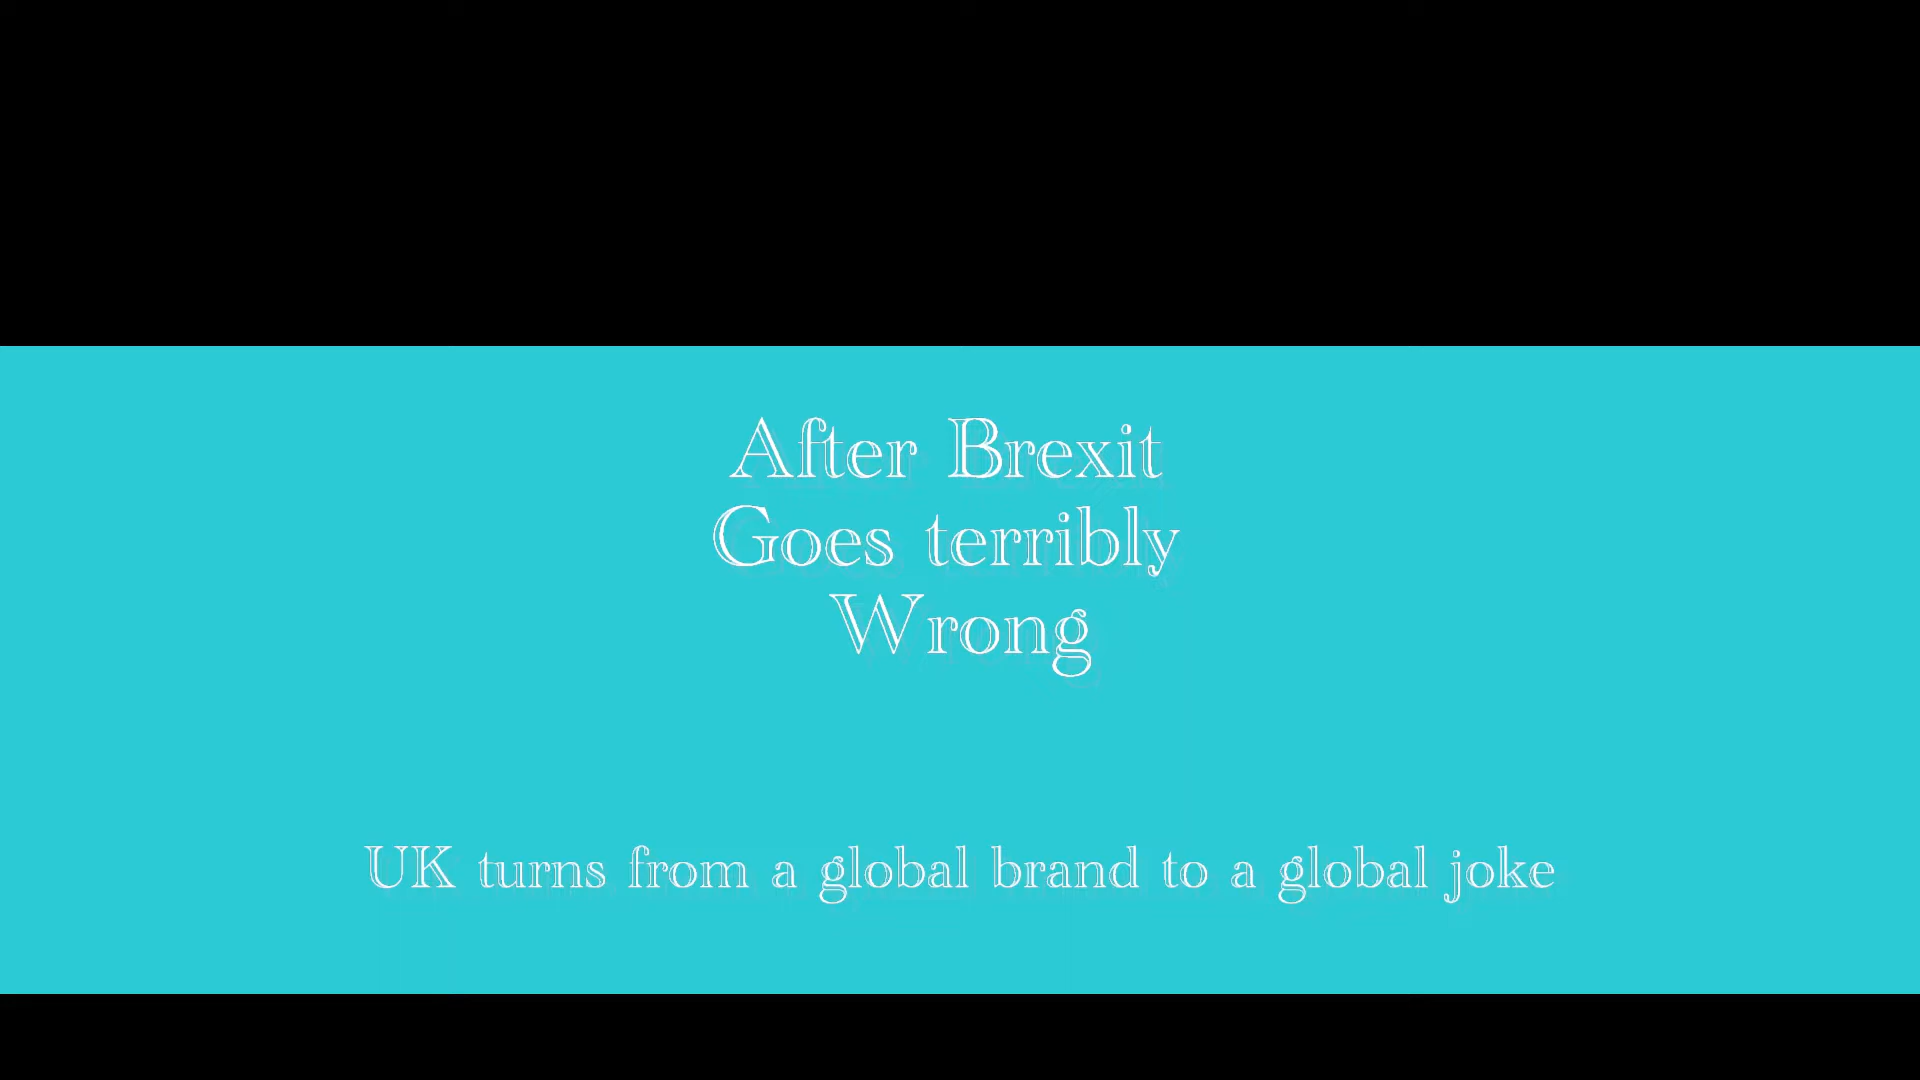 After Brexit
Goes terribly
Wrong
UK turns from a global brand to a global joke